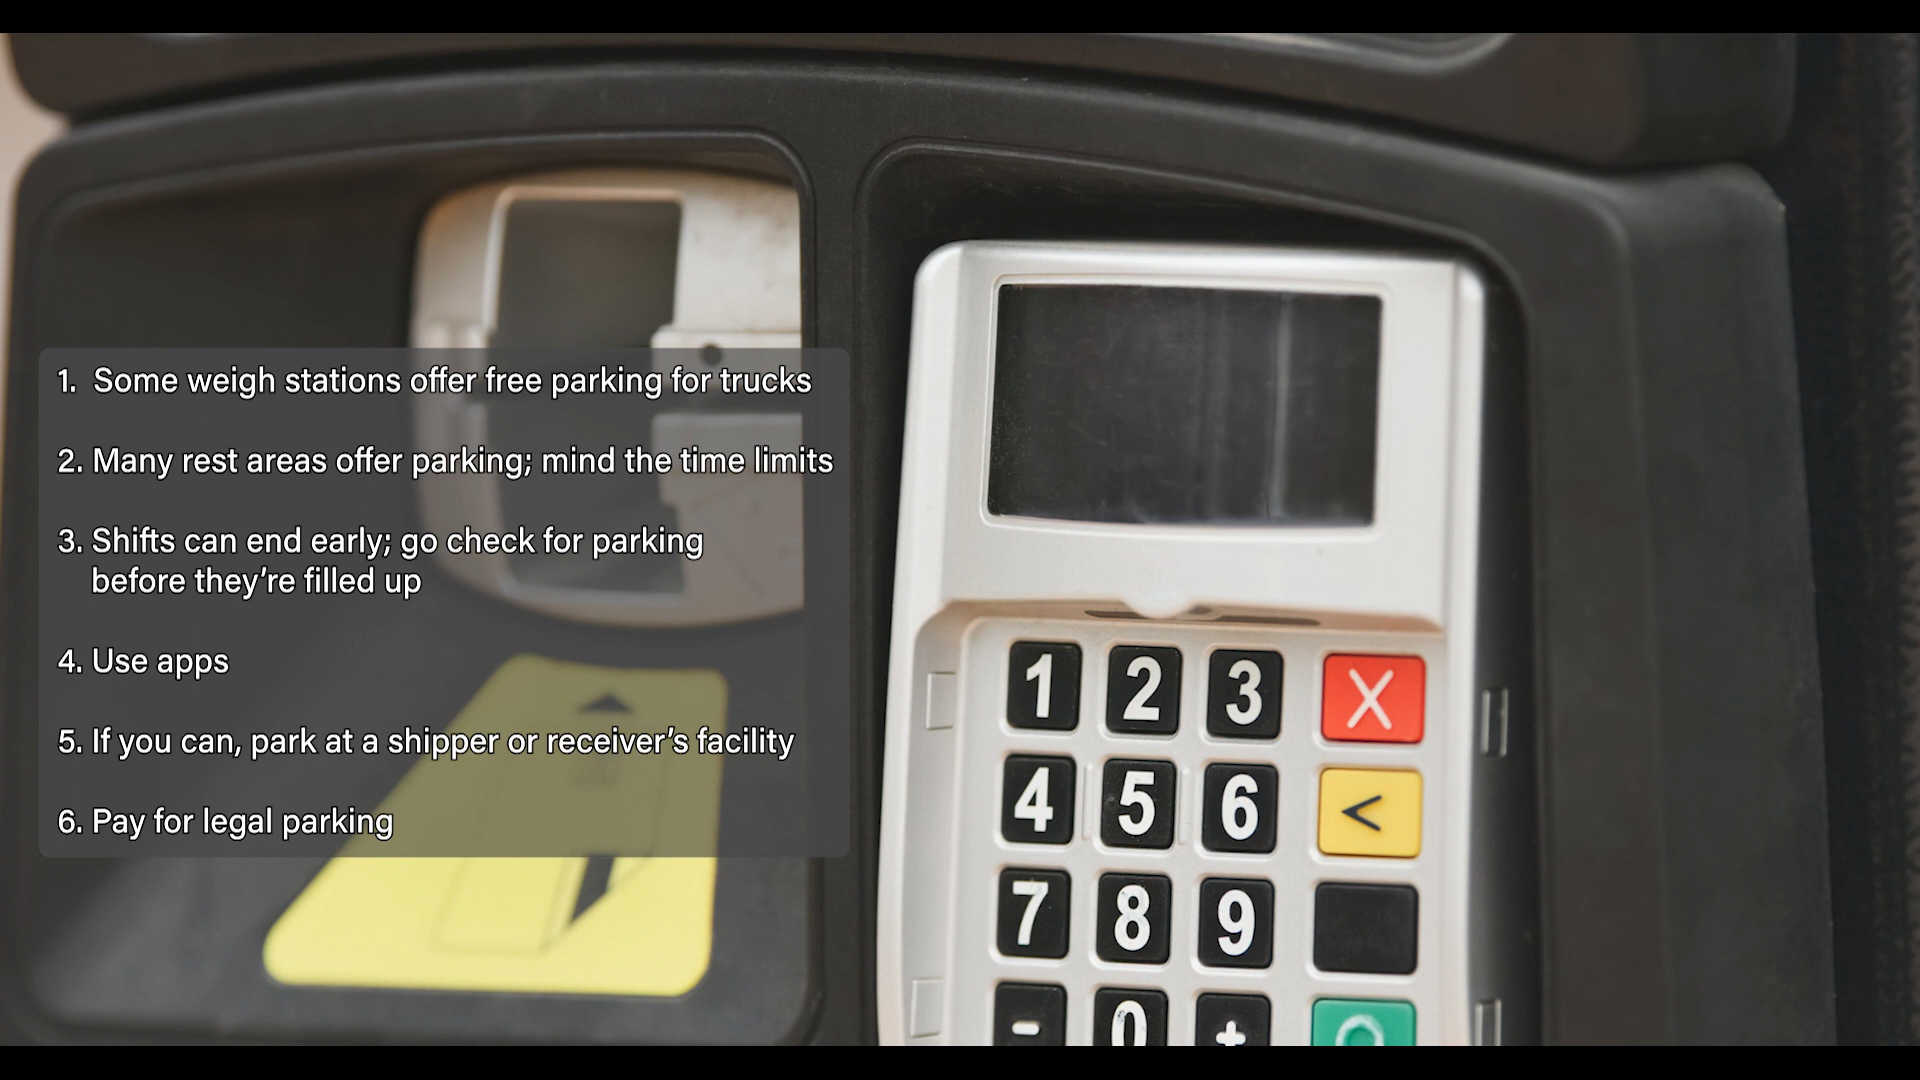 1. Some weigh stations offer free parking for trucks
2. Many rest areas offer parking; mind the time limits
3. Shifts can end early; go check for parking
before they’re filled up
4. Use apps
5. If you can, park at a shipper or receiver’s facility
6. Pay for legal parking
1 2 3 X
4 5 6 <
7 8 9
- 0 + O